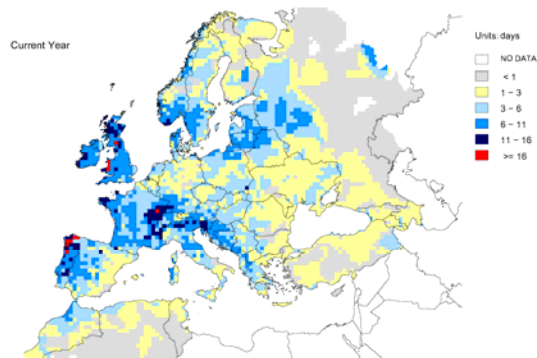 Current Year
Units: days
NO DATA
< 1
1 – 3
3 – 6
6 – 11
11 – 16
>= 16